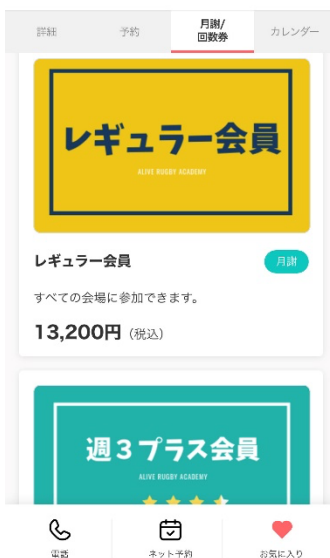 詳細
予約
月謝/
回数券
カレンダー
レギュラー会員
ALIVE RUGBY ACADEMY
レギュラー会員
月謝
すべての会場に参加できます。
13,200円（税込）
週３プラス会員
ALIVE RUGBY ACADEMY
電話
ネット予約
お気に入り